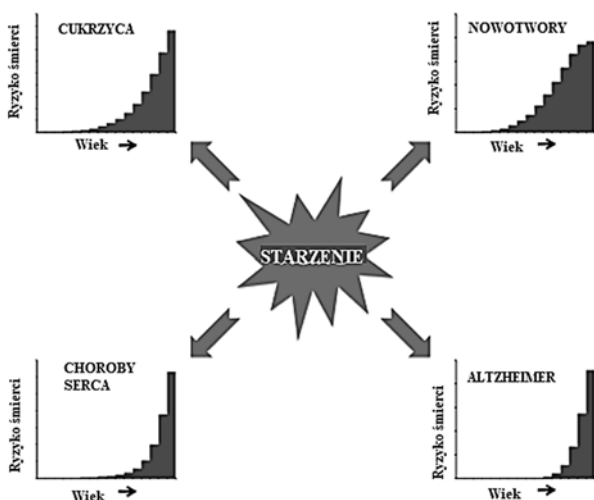 CUKRZYCA
Ryzyko śmierci
Wiek →
NOWOTWORY
Ryzyko śmierci
Wiek →
STARZENIE
CHOROBY
SERCA
Ryzyko śmierci
Wiek →
ALTZHEIMER
Ryzyko śmierci
Wiek →